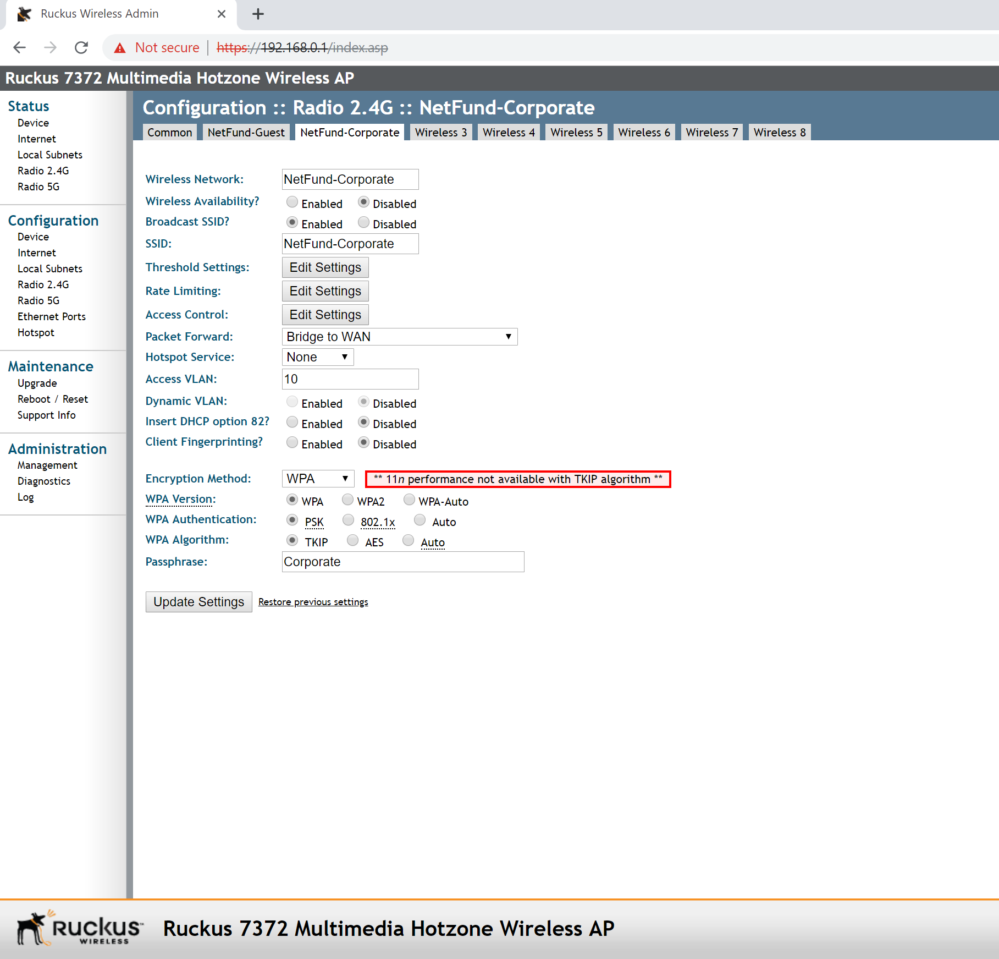 Ruckus Wireless Admin
Not secure https://192.168.0.1/index.asp
Ruckus 7372 Multimedia Hotzone Wireless AP
Status
Device
Internet
Local Subnets
Radio 2.4G
Radio 5G
Configuration
Device
Internet
Local Subnets
Radio 2.4G
Radio 5G
Ethernet Ports
Hotspot
Maintenance
Upgrade
Reboot / Reset
Support Info
Administration
Management
Diagnostics
Log
Configuration :: Radio 2.4G :: NetFund-Corporate
Common NetFund-Guest NetFund-Corporate Wireless 3 Wireless 4 Wireless 5 Wireless 6 Wireless 7 Wireless 8
Wireless Network: NetFund-Corporate
Wireless Availability? Enabled Disabled
Broadcast SSID? Enabled Disabled
SSID: NetFund-Corporate
Threshold Settings: Edit Settings
Rate Limiting: Edit Settings
Access Control: Edit Settings
Packet Forward: Bridge to WAN
Hotspot Service: None
Access VLAN: 10
Dynamic VLAN: Enabled Disabled
Insert DHCP option 82? Enabled Disabled
Client Fingerprinting? Enabled Disabled
Encryption Method: WPA ** 11n performance not available with TKIP algorithm **
WPA Version: WPA WPA2 WPA-Auto
WPA Authentication: PSK 802.1x Auto
WPA Algorithm: TKIP AES Auto
Passphrase: Corporate
Update Settings Restore previous settings
Ruckus™
WIRELESS
Ruckus 7372 Multimedia Hotzone Wireless AP